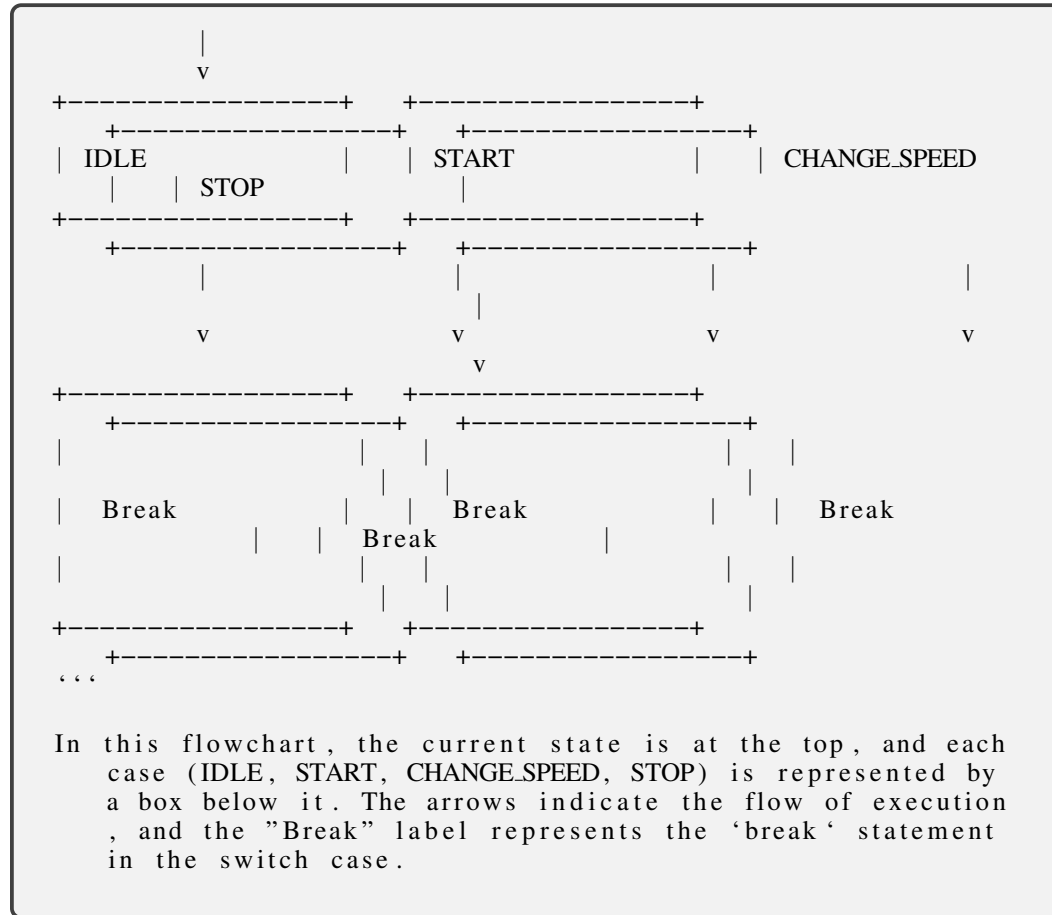 |
v
+-----------------+ +-----------------+
+-----------------+ +-----------------+
| IDLE | | START | | CHANGE_SPEED
| | STOP |
+-----------------+ +-----------------+
+-----------------+ +-----------------+
| | | |
|
v v v v
v
+-----------------+ +-----------------+
+-----------------+ +-----------------+
| | | | |
| | |
| Break | | Break | | Break
| | Break |
| | | | |
| | |
+-----------------+ +-----------------+
+-----------------+ +-----------------+
‘‘‘
In this flowchart, the current state is at the top, and each
case (IDLE, START, CHANGE_SPEED, STOP) is represented by
a box below it. The arrows indicate the flow of execution
, and the ”Break” label represents the ‘break‘ statement
in the switch case.